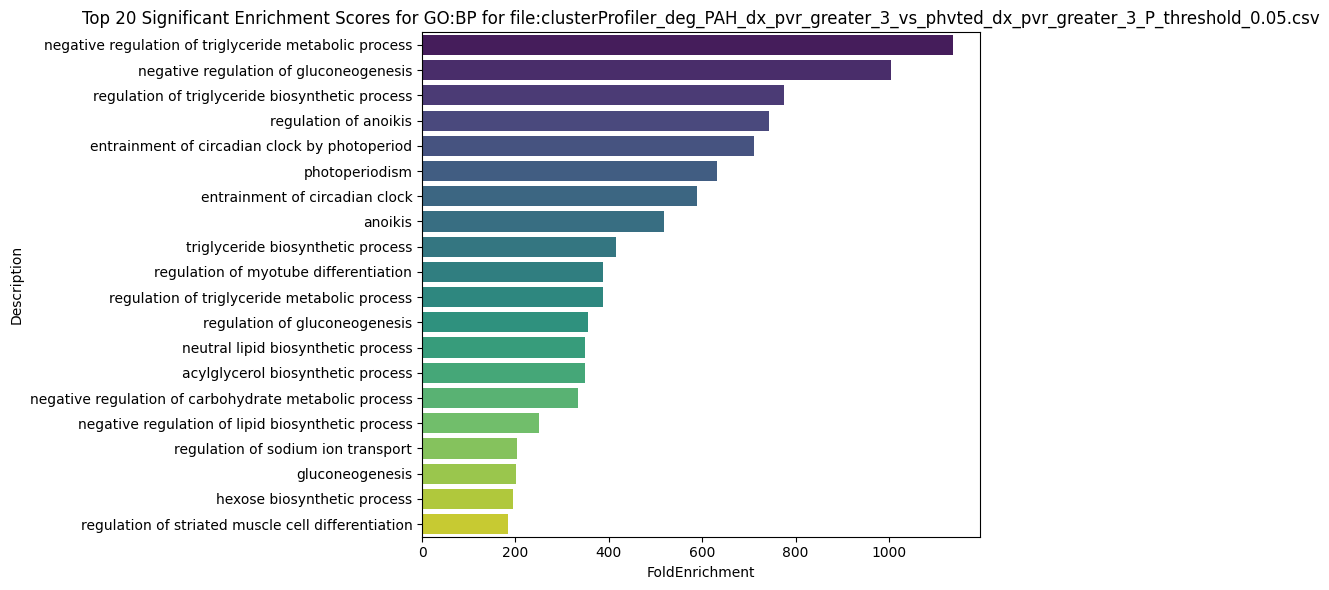 Top 20 Significant Enrichment Scores for GO:BP for file:clusterProfiler_deg_PAH_dx_pvr_greater_3_vs_phvted_dx_pvr_greater_3_P_threshold_0.05.csv
negative regulation of triglyceride metabolic process
negative regulation of gluconeogenesis
regulation of triglyceride biosynthetic process
regulation of anoikis
entrainment of circadian clock by photoperiod
photoperiodism
entrainment of circadian clock
anoikis
triglyceride biosynthetic process
regulation of myotube differentiation
regulation of triglyceride metabolic process
regulation of gluconeogenesis
neutral lipid biosynthetic process
acylglycerol biosynthetic process
negative regulation of carbohydrate metabolic process
negative regulation of lipid biosynthetic process
regulation of sodium ion transport
gluconeogenesis
hexose biosynthetic process
regulation of striated muscle cell differentiation
Description
0 200 400 600 800 1000
FoldEnrichment